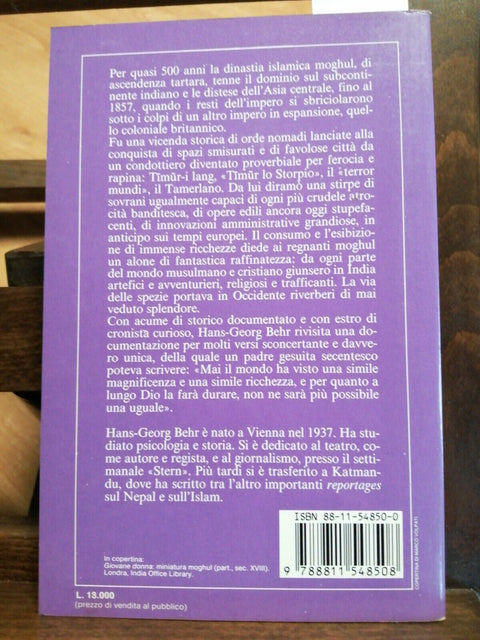 Per quasi 500 anni la dinastia islamica moghul, di
ascendenza tartara, tenne il dominio sul subconti-
nente indiano e le distese dell'Asia centrale, fino al
1857, quando i resti dell'impero si sbriciolarono
sotto i colpi di un altro impero in espansione, quel-
lo coloniale britannico.
Fu una vicenda storica di orde nomadi lanciate alla
conquista di spazi smisurati e di favolose città da
un condottiero diventato proverbiale per ferocia e
rapina: Tīmūr-i lang, «Tīmūr lo Storpio», il «terror
mundi», il Tamerlano. Da lui diramò una stirpe di
sovrani ugualmente capaci di ogni più crudele atro-
cità banditesca, di opere edili ancora oggi stupefa-
centi, di innovazioni amministrative grandiose, in
anticipo sui tempi europei. Il consumo e l'esibizio-
ne di immense ricchezze diede ai regnanti moghul
un alone di fantastica raffinatezza: da ogni parte
del mondo musulmano e cristiano giunsero in India
artefici e avventurieri, religiosi e trafficanti. La via
delle spezie portava in Occidente riverberi di mai
veduto splendore.
Con acume di storico documentato e con estro di
cronista curioso, Hans-Georg Behr rivisita una do-
cumentazione per molti versi sconcertante e davve-
ro unica, della quale un padre gesuita secentesco
poteva scrivere: «Mai il mondo ha visto una simile
magnificenza e una simile ricchezza, e per quanto a
lungo Dio la farà durare, non ne sarà più possibile
una uguale».
Hans-Georg Behr è nato a Vienna nel 1937. Ha stu-
diato psicologia e storia. Si è dedicato al teatro, co-
me autore e regista, e al giornalismo, presso il setti-
manale «Stern». Più tardi si è trasferito a Katman-
du, dove ha scritto tra l'altro importanti reportages
sul Nepal e sull'Islam.
ISBN 88-11-54850-0
9 788811 548508
COPERTINA DI MARCO VOLPATI
In copertina:
Giovane donna: miniatura moghul (part., sec. XVIII).
Londra, India Office Library.
L. 13.000
(prezzo di vendita al pubblico)